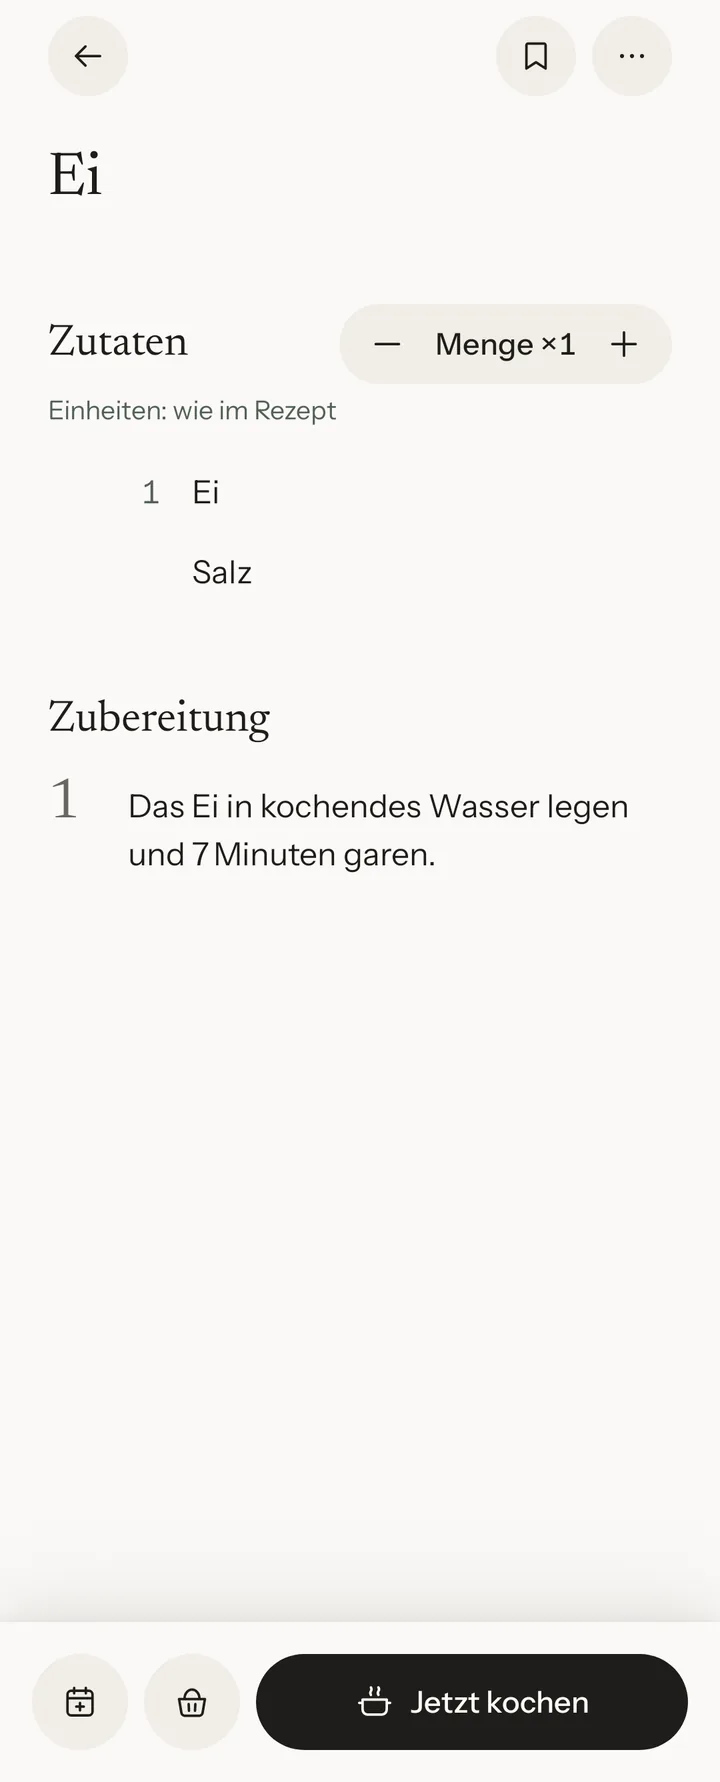 Ei
Zutaten
Menge ×1
Einheiten: wie im Rezept
1 Ei
Salz
Zubereitung
1 Das Ei in kochendes Wasser legen
und 7 Minuten garen.
Jetzt kochen